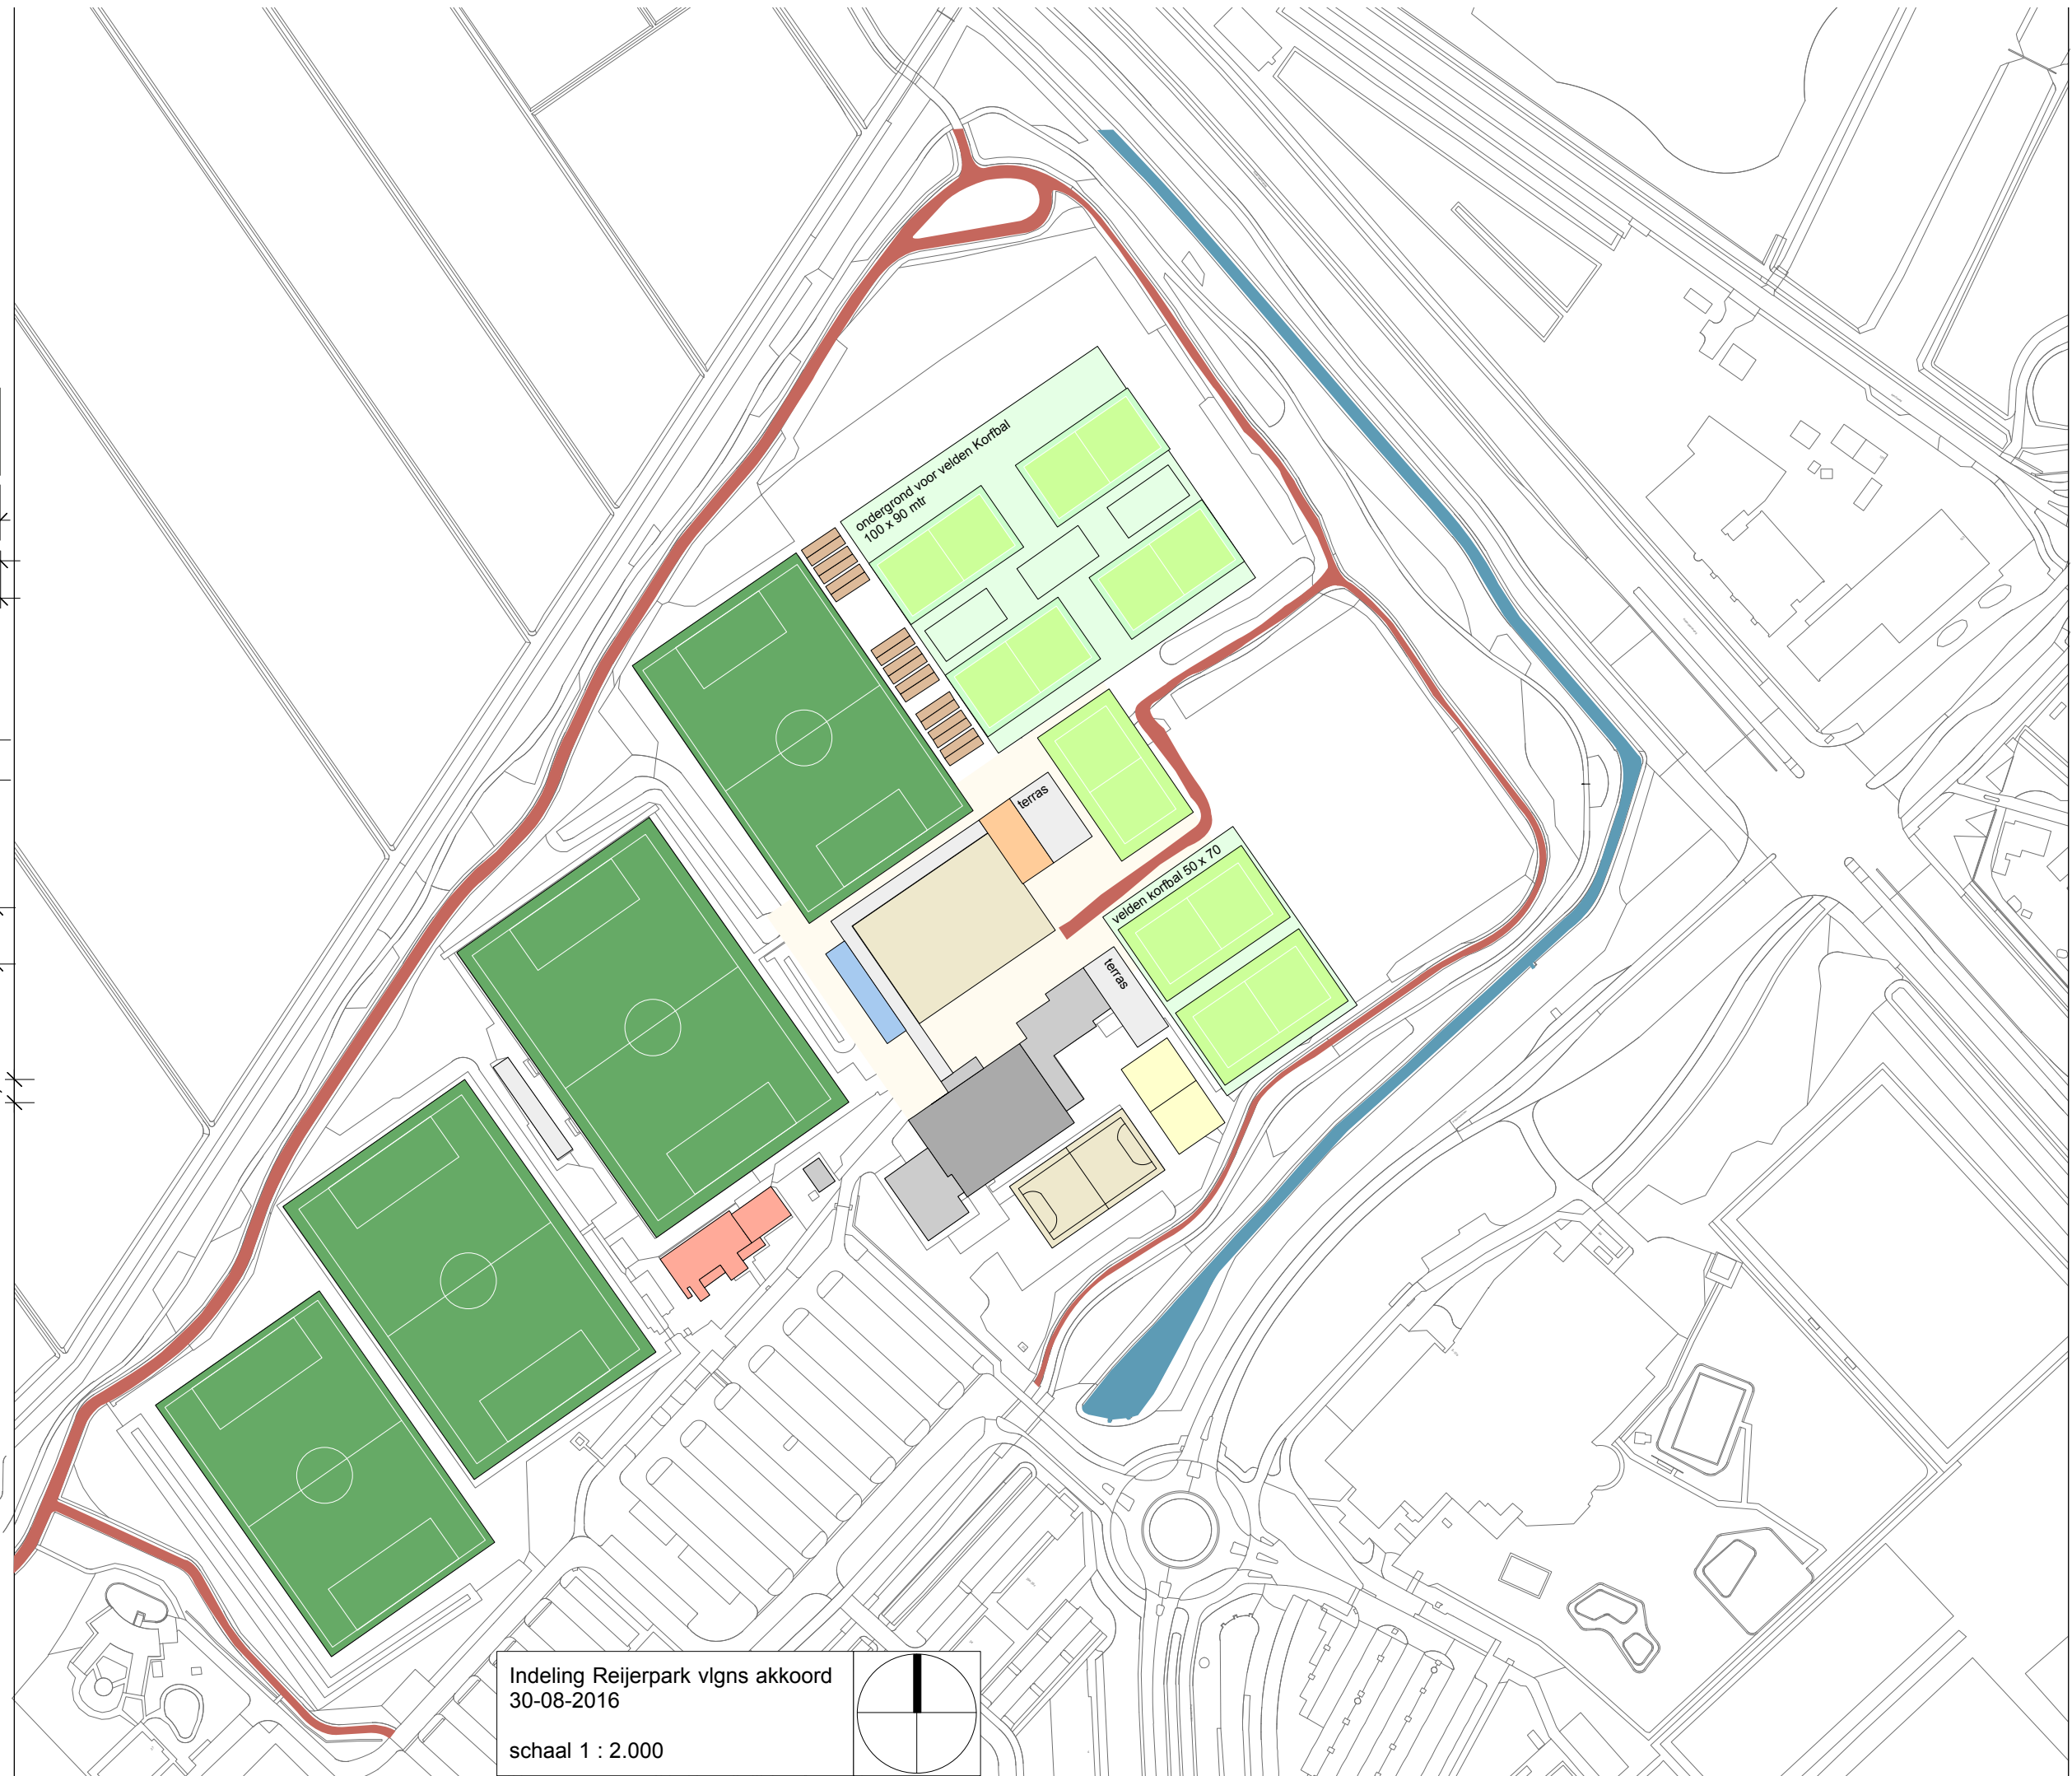 ondergrond voor velden Korfbal
100 x 90 mtr
terras
velden korfbal 50 x 70
terras
Indeling Reijerpark vlgns akkoord
30-08-2016
schaal 1 : 2.000